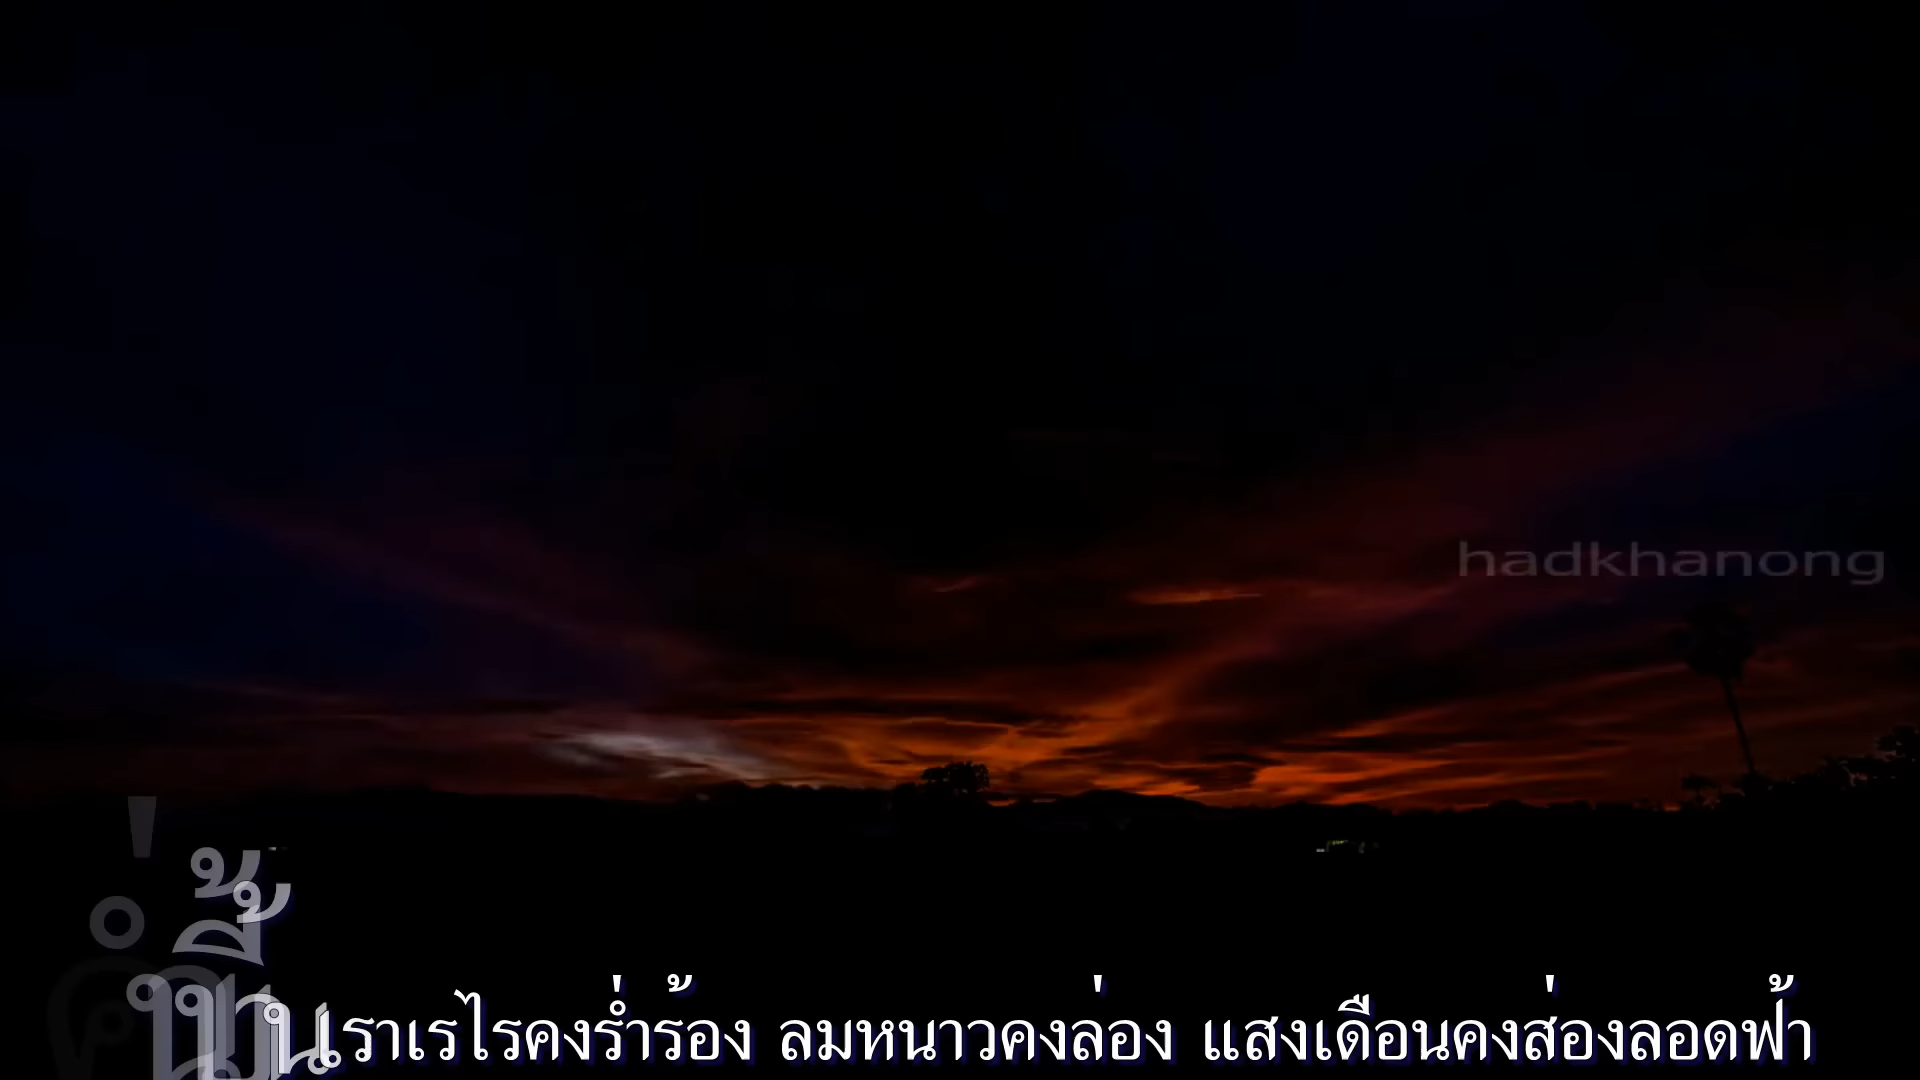 hadkhanong
เราเรไรคงร่ำร้อง ลมหนาวคงล่อง แสงเดือนคงส่องลอดฟ้า